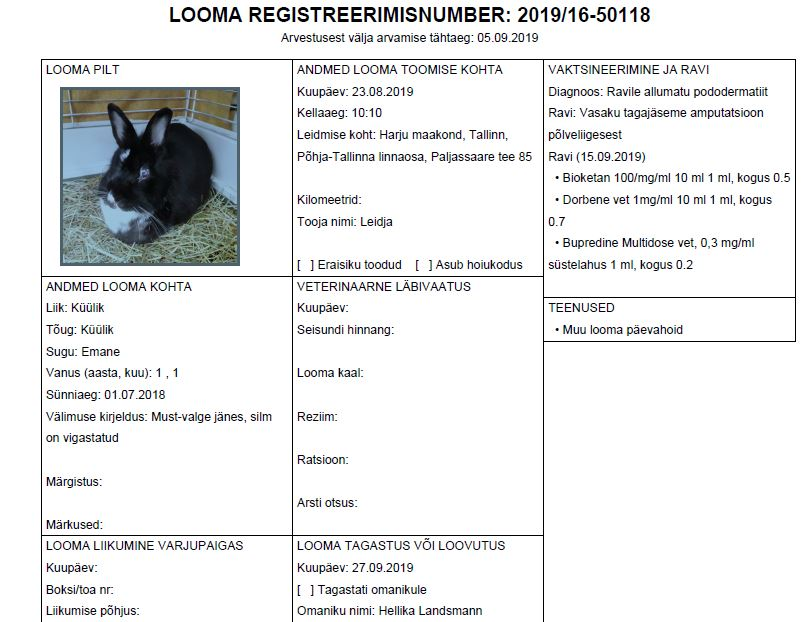 LOOMA REGISTREERIMISNUMBER: 2019/16-50118
Arvestusest välja arvamise tähtaeg: 05.09.2019
LOOMA PILT
ANDMED LOOMA TOOMISE KOHTA
Kuupäev: 23.08.2019
Kellaaeg: 10:10
Leidmise koht: Harju maakond, Tallinn,
Põhja-Tallinna linnaosa, Paljassaare tee 85
Kilomeetrid:
Tooja nimi: Leidja
[ ] Eraisiku toodud [ ] Asub hoiukodus
VAKTSINEERIMINE JA RAVI
Diagnoos: Ravile allumatu pododermatiit
Ravi: Vasaku tagajäseme amputatsioon
põlveliigesest
Ravi (15.09.2019)
• Bioketan 100/mg/ml 10 ml 1 ml, kogus 0.5
• Dorbene vet 1mg/ml 10 ml 1 ml, kogus
0.7
• Bupredine Multidose vet, 0,3 mg/ml
süstelahus 1 ml, kogus 0.2
ANDMED LOOMA KOHTA
Liik: Küülik
Tõug: Küülik
Sugu: Emane
Vanus (aasta, kuu): 1 , 1
Sünniaeg: 01.07.2018
Välimuse kirjeldus: Must-valge jänes, silm
on vigastatud
Märgistus:
Märkused:
VETERINAARNE LÄBIVAATUS
Kuupäev:
Seisundi hinnang:
Looma kaal:
Reziim:
Ratsioon:
Arsti otsus:
TEENUSED
• Muu looma päevahoid
LOOMA LIIKUMINE VARJUPAIGAS
Kuupäev:
Boksi/toa nr:
Liikumise põhjus:
LOOMA TAGASTUS VÕI LOOVUTUS
Kuupäev: 27.09.2019
[ ] Tagastati omanikule
Omaniku nimi: Hellika Landsmann